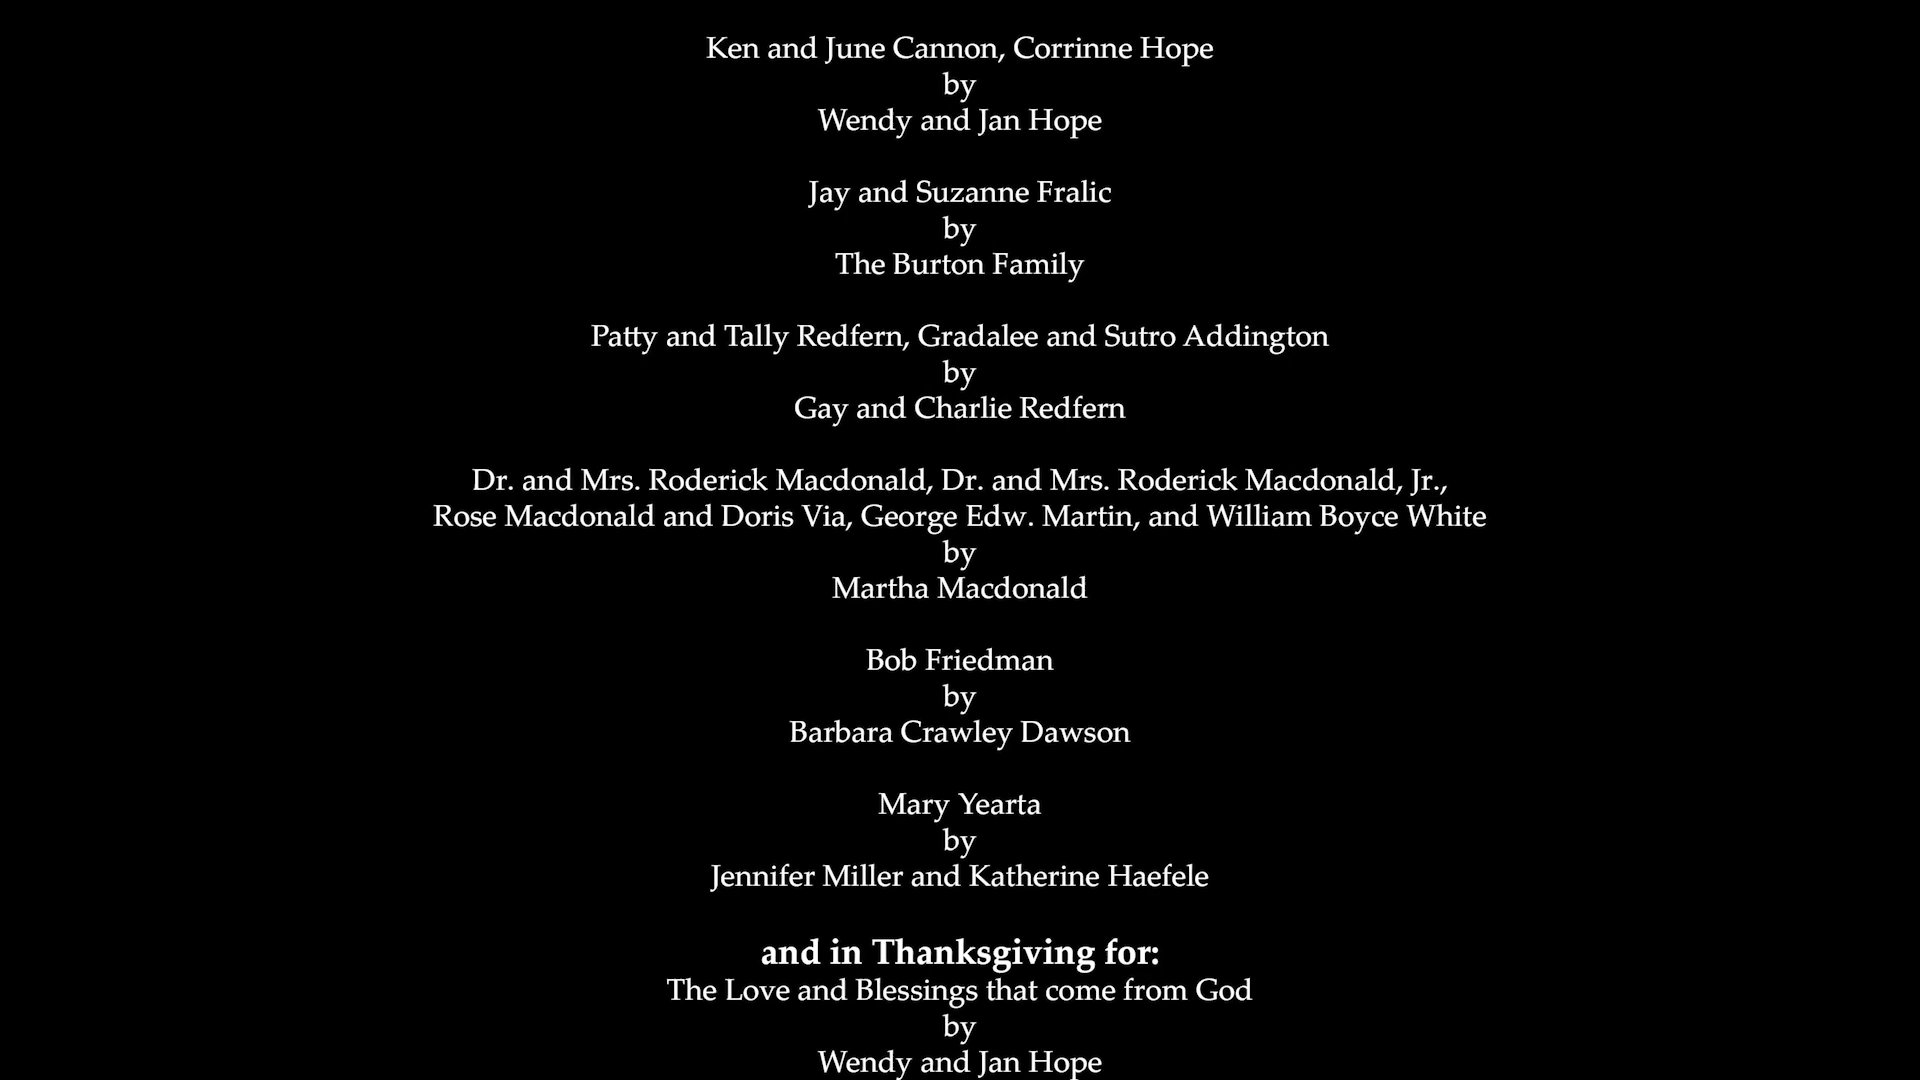 Ken and June Cannon, Corrinne Hope
by
Wendy and Jan Hope
Jay and Suzanne Fralic
by
The Burton Family
Patty and Tally Redfern, Gradalee and Sutro Addington
by
Gay and Charlie Redfern
Dr. and Mrs. Roderick Macdonald, Dr. and Mrs. Roderick Macdonald, Jr.,
Rose Macdonald and Doris Via, George Edw. Martin, and William Boyce White
by
Martha Macdonald
Bob Friedman
by
Barbara Crawley Dawson
Mary Yearta
by
Jennifer Miller and Katherine Haefele
and in Thanksgiving for:
The Love and Blessings that come from God
by
Wendy and Jan Hope